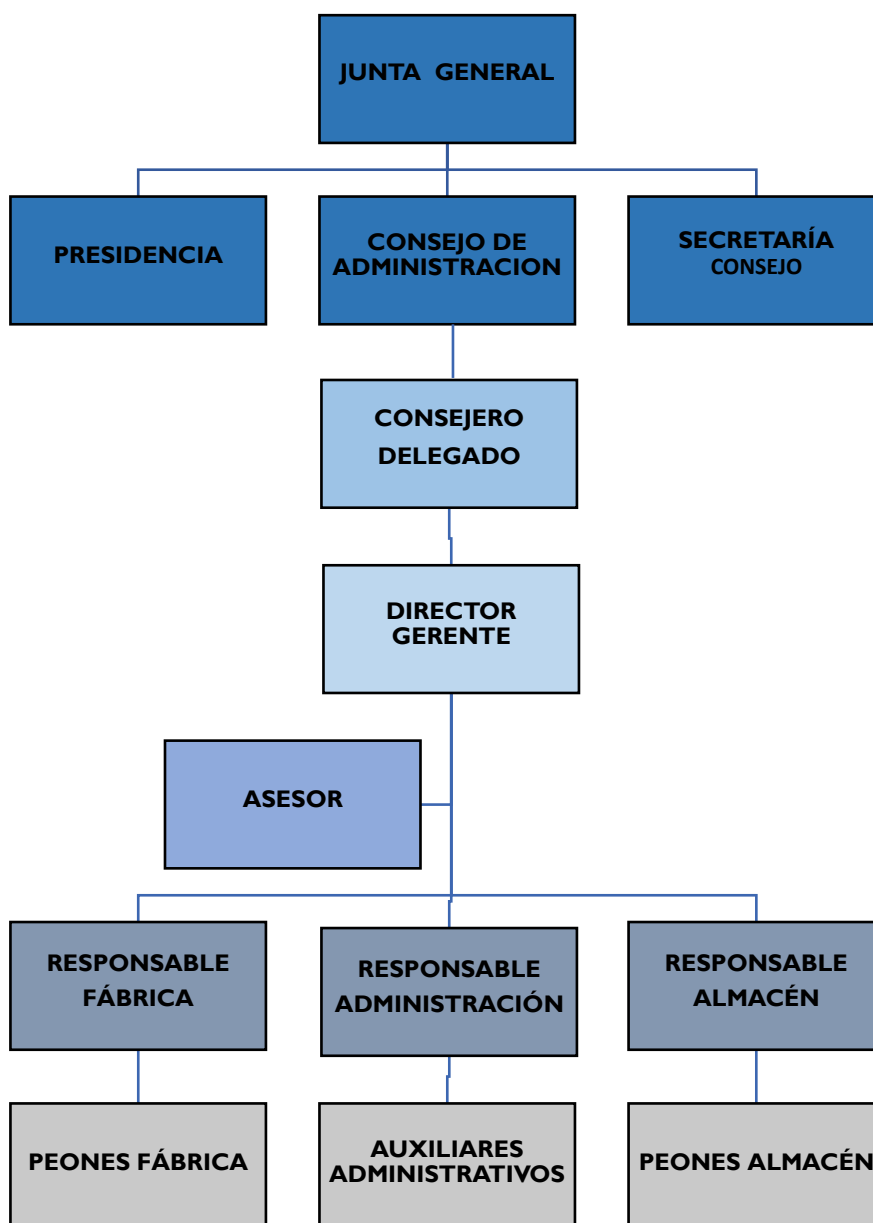 JUNTA GENERAL
PRESIDENCIA
CONSEJO DE
ADMINISTRACION
SECRETARÍA
CONSEJO
CONSEJERO
DELEGADO
DIRECTOR
GERENTE
ASESOR
RESPONSABLE
FÁBRICA
RESPONSABLE
ADMINISTRACIÓN
RESPONSABLE
ALMACÉN
PEONES FÁBRICA
AUXILIARES
ADMINISTRATIVOS
PEONES ALMACÉN